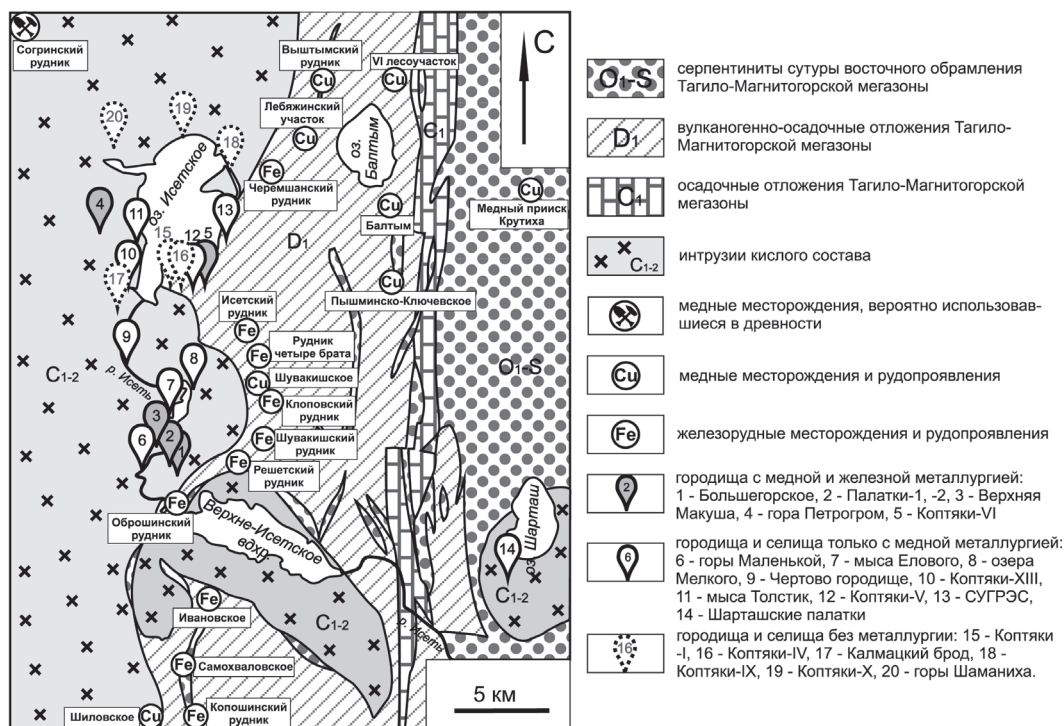 Согринский
рудник
Выштымский
рудник
Cu
VI лесоучасток
Cu
С
20
19
18
Лебяжинский
участок
Cu
оз.
Балтым
C1
4
11
оз. Исетское
13
Fe
Черемшанский
рудник
Cu
Балтым
Cu
Медный прииск
Крутиха
D1
15
12 5
10
16
17
Cu
Пышминско-Ключевское
Исетский
рудник
Fe
9
Рудник
четыре брата
Fe
8
C1-2
р. Исеть
7
Cu
Шувакишское
O1-S
Fe
Клоповский
рудник
3
6
2
1
Fe
Шувакишский
рудник
Fe
Решетский
рудник
Fe
Оброшинский
рудник
Верхне-Исетское
вдхр.
14
оз. Шарташ
C1-2
Fe
Ивановское
C1-2
р. Исеть
Fe
Самохваловское
5 км
Шиловское
Cu
Fe
Копошинский
рудник
O1-S
серпентиниты сутуры восточного обрамления
Тагило-Магнитогорской мегазоны
D1
вулканогенно-осадочные отложения Тагило-
Магнитогорской мегазоны
C1
осадочные отложения Тагило-Магнитогорской
мегазоны
C1-2
интрузии кислого состава
медные месторождения, вероятно использовав-
шиеся в древности
Cu
медные месторождения и рудопроявления
Fe
железорудные месторождения и рудопроявления
2
городища с медной и железной металлургией:
1 - Большегорское, 2 - Палатки-1, -2, 3 - Верхняя
Макуша, 4 - гора Петрогром, 5 - Коптяки-VI
6
городища и селища только с медной металлургией:
6 - горы Маленькой, 7 - мыса Елового, 8 - озера
Мелкого, 9 - Чертово городище, 10 - Коптяки-XIII,
11 - мыса Толстик, 12 - Коптяки-V, 13 - СУГРЭС,
14 - Шарташские палатки
16
городища и селища без металлургии: 15 - Коптяки
-I, 16 - Коптяки-IV, 17 - Калмацкий брод, 18 -
Коптяки-IX, 19 - Коптяки-X, 20 - горы Шаманиха.